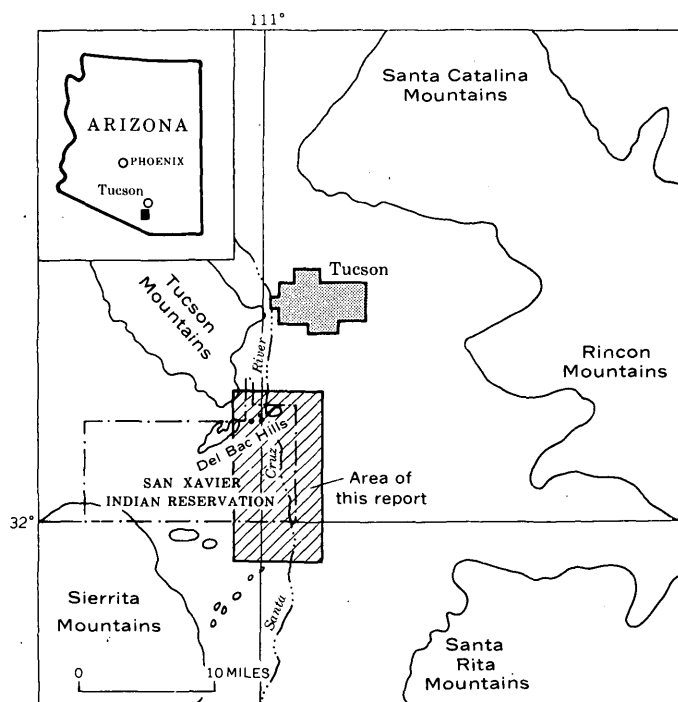 111°
Santa Catalina
Mountains
ARIZONA
PHOENIX
Tucson
Tucson
Tucson
Mountains
River
Rincon
Mountains
Del Bac Hills
Cruz
SAN XAVIER
INDIAN RESERVATION
Area of
this report
32°
Sierrita
Mountains
Santa
Santa
Rita
Mountains
0 10 MILES